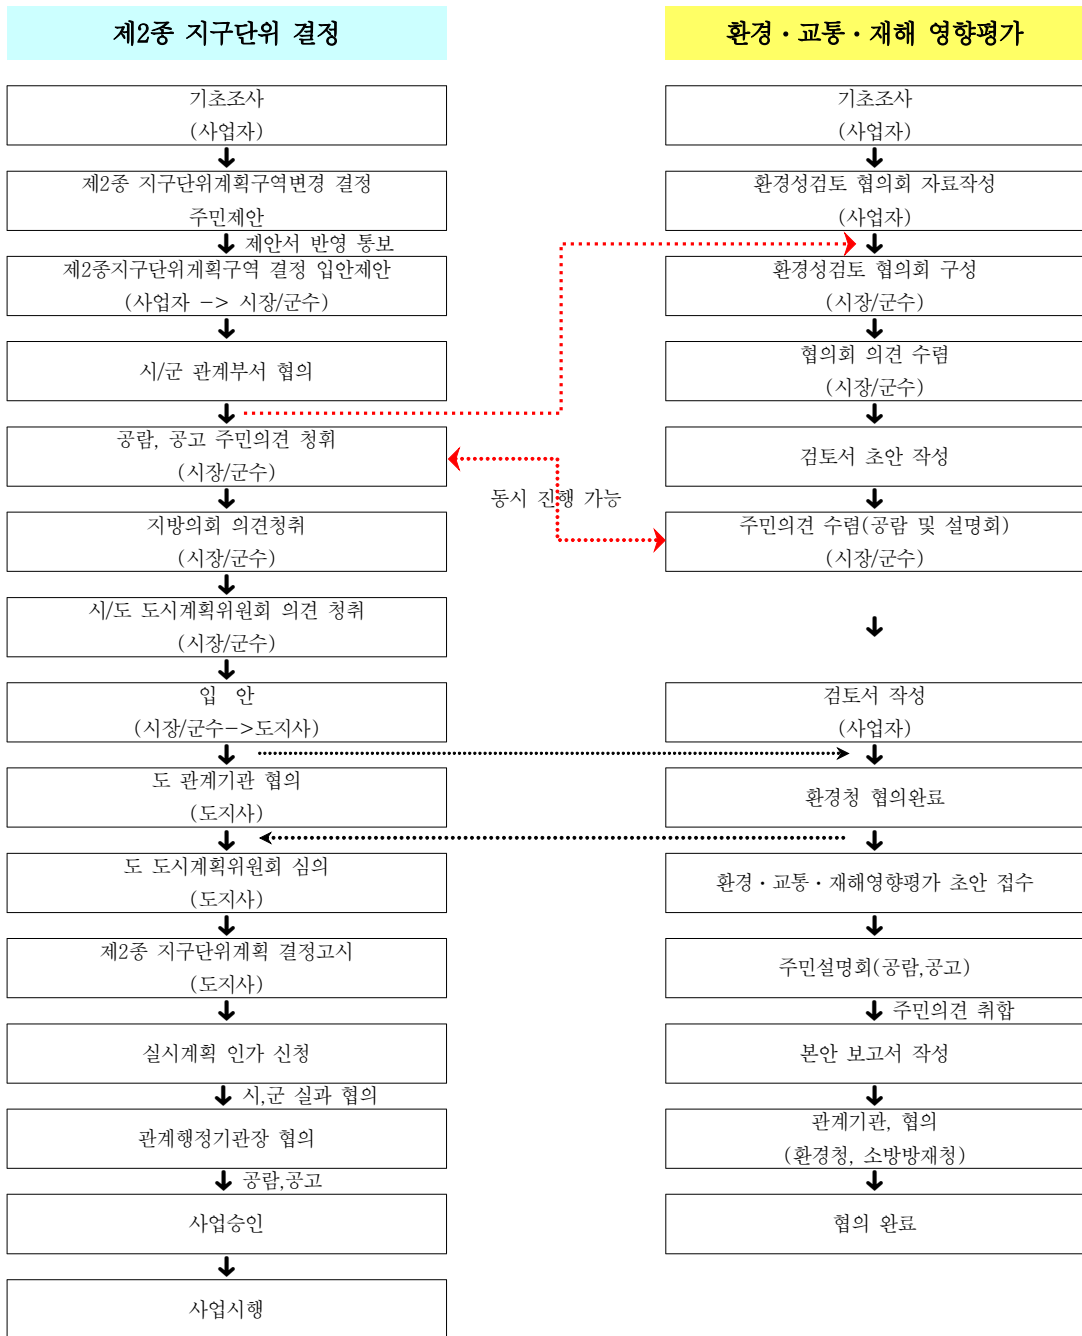 제2종 지구단위 결정
기초조사
(사업자)
제2종 지구단위계획구역변경 결정
주민제안
제안서 반영 통보
제2종지구단위게획구역 결정 입안제안
(사업자 -> 시장/군수)
시/군 관계부서 협의
공람, 공고 주민의견 청취
(시장/군수)
지방의회 의견청취
(시장/군수)
시/도 도시계획위원회 의견 청취
(시장/군수)
입 안
(시장/군수->도지사)
도 관계기관 협의
(도지사)
도 도시계획위원회 심의
(도지사)
제2종 지구단위계획 결정고시
(도지사)
실시계획 인가 신청
시,군 실과 협의
관계행정기관장 협의
공람,공고
사업승인
사업시행
동시 진행 가능
환경・교통・재해 영향평가
기초조사
(사업자)
환경성검토 협의회 자료작성
(사업자)
환경성검토 협의회 구성
(시장/군수)
협의회 의견 수렴
(시장/군수)
검토서 초안 작성
주민의견 수렴(공람 및 설명회)
(시장/군수)
검토서 작성
(사업자)
환경청 협의완료
환경・교통・재해영향평가 초안 접수
주민설명회(공람,공고)
주민의견 취합
본안 보고서 작성
관계기관, 협의
(환경청, 소방방재청)
협의 완료